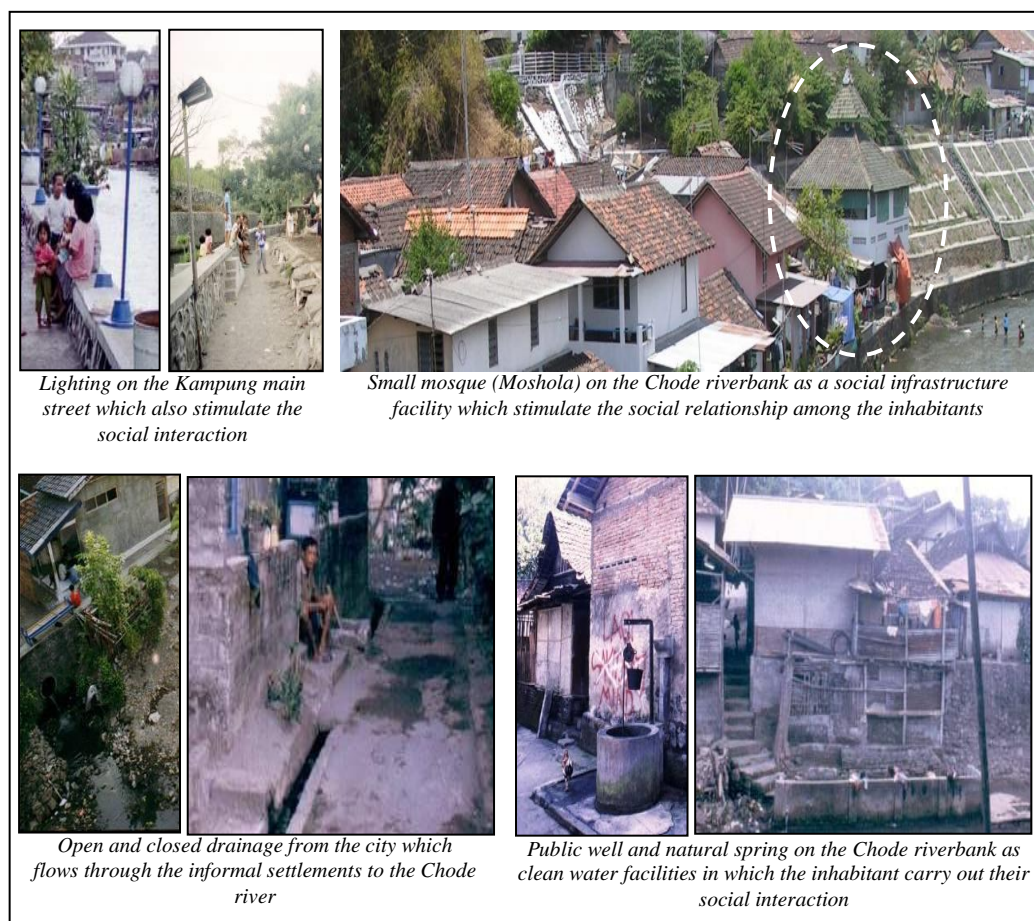 Lighting on the Kampung main
street which also stimulate the
social interaction
Small mosque (Moshola) on the Chode riverbank as a social infrastructure
facility which stimulate the social relationship among the inhabitants
Open and closed drainage from the city which
flows through the informal settlements to the Chode
river
Public well and natural spring on the Chode riverbank as
clean water facilities in which the inhabitant carry out their
social interaction